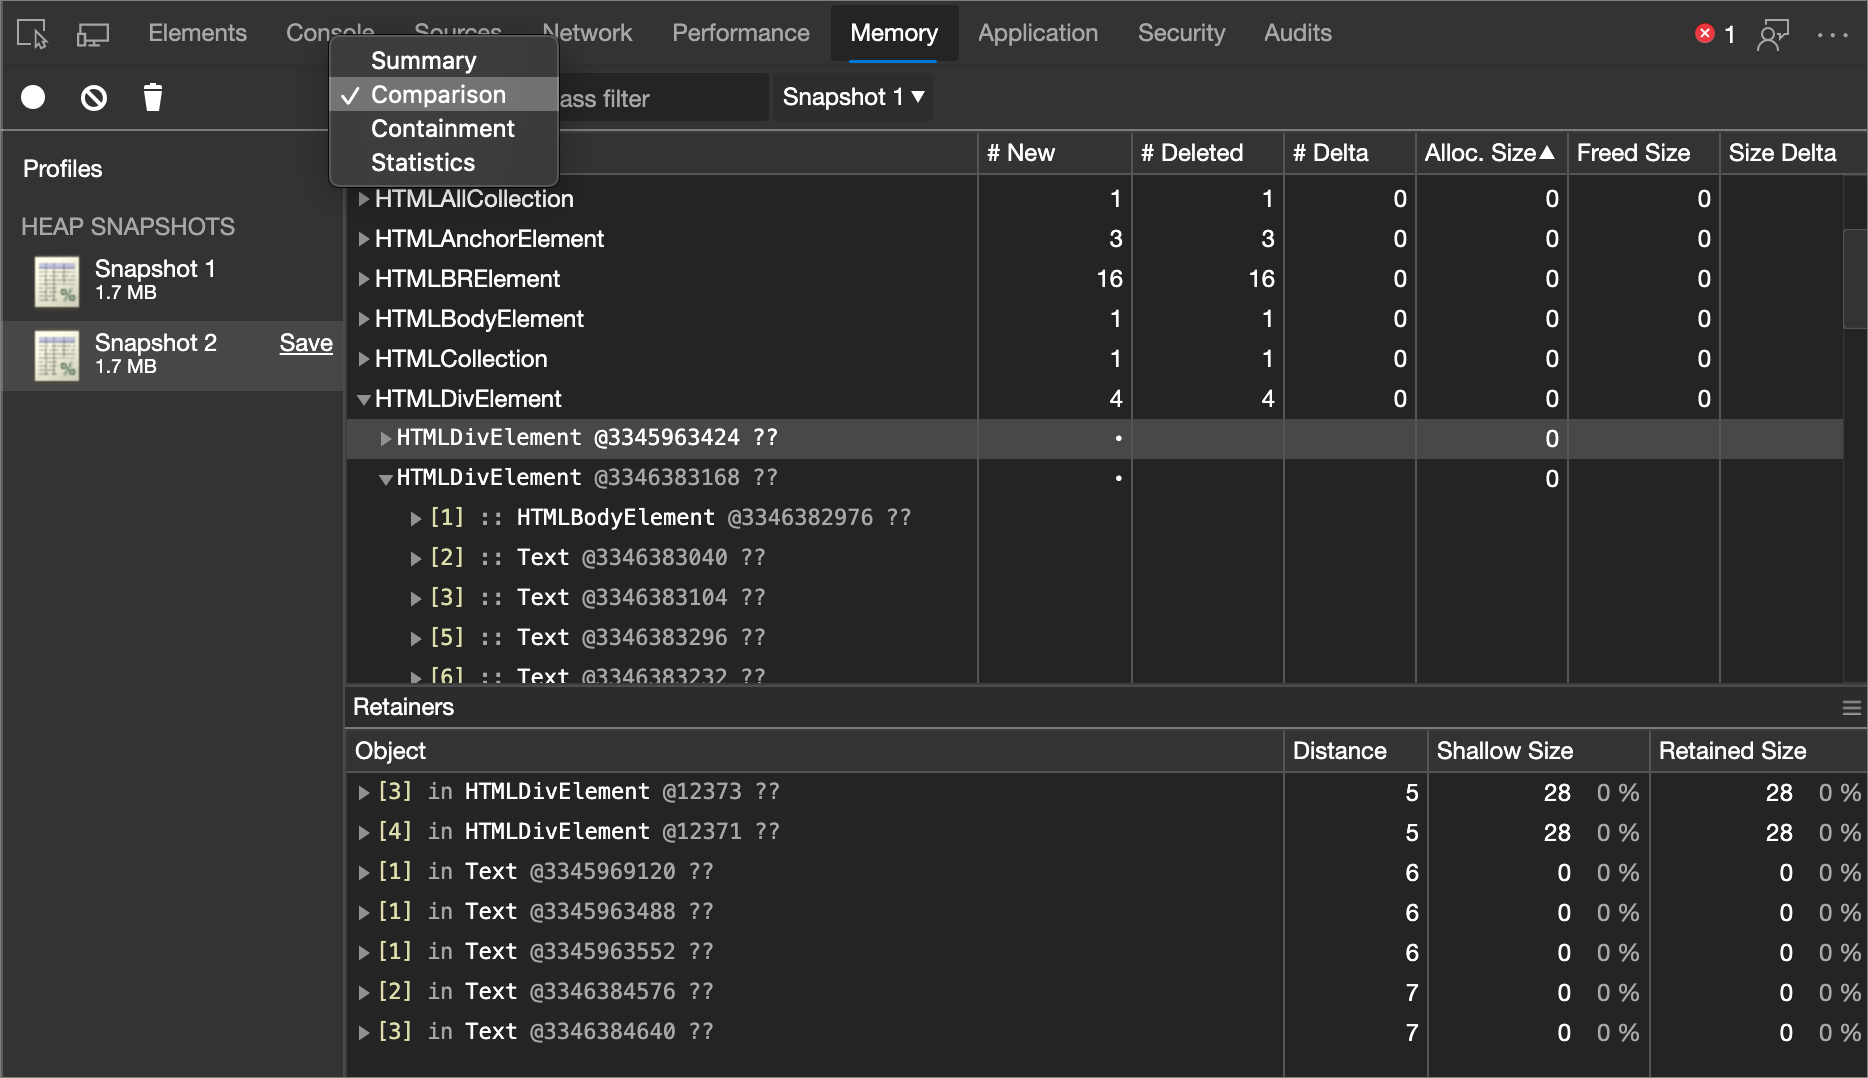 Elements Console Sources Network Performance Memory Application Security Audits 1
Summary
✓ Comparison
Containment
Statistics
ass filter
Snapshot 1 ▼
Profiles
HEAP SNAPSHOTS
Snapshot 1
1.7 MB
Snapshot 2 Save
1.7 MB
# New # Deleted # Delta Alloc. Size▲ Freed Size Size Delta
▶HTMLAllCollection 1 1 0 0 0
▶HTMLAnchorElement 3 3 0 0 0
▶HTMLBRElement 16 16 0 0 0
▶HTMLBodyElement 1 1 0 0 0
▶HTMLCollection 1 1 0 0 0
▼HTMLDivElement 4 4 0 0 0
▶HTMLDivElement @3345963424 ?? • 0
▼HTMLDivElement @3346383168 ?? • 0
▶[1] :: HTMLBodyElement @3346382976 ??
▶[2] :: Text @3346383040 ??
▶[3] :: Text @3346383104 ??
▶[5] :: Text @3346383296 ??
▶[6] :: Text @3346383232 ??
Retainers
Object Distance Shallow Size Retained Size
▶[3] in HTMLDivElement @12373 ?? 5 28 0 % 28 0 %
▶[4] in HTMLDivElement @12371 ?? 5 28 0 % 28 0 %
▶[1] in Text @3345969120 ?? 6 0 0 % 0 0 %
▶[1] in Text @3345963488 ?? 6 0 0 % 0 0 %
▶[1] in Text @3345963552 ?? 6 0 0 % 0 0 %
▶[2] in Text @3346384576 ?? 7 0 0 % 0 0 %
▶[3] in Text @3346384640 ?? 7 0 0 % 0 0 %